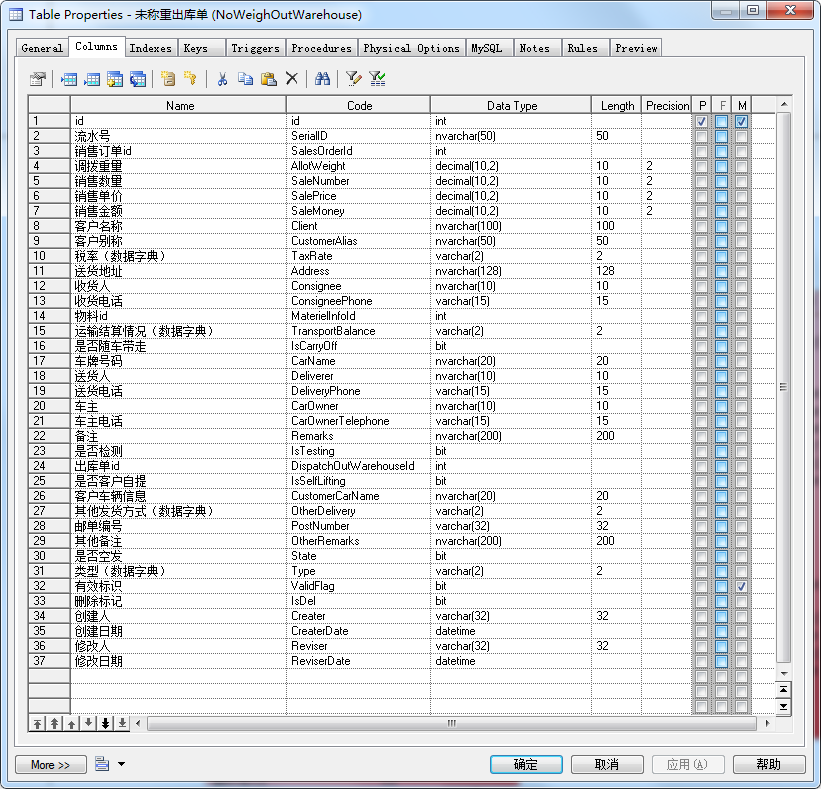 Table Properties - 未称重出库单 (NoWeighOutWarehouse)
General Columns Indexes Keys Triggers Procedures Physical Options MySQL Notes Rules Preview
Name Code Data Type Length Precision P F M
1 id id int
2 流水号 SerialID nvarchar(50) 50
3 销售订单id SalesOrderId int
4 调拨重量 AllotWeight decimal(10,2) 10 2
5 销售数量 SaleNumber decimal(10,2) 10 2
6 销售单价 SalePrice decimal(10,2) 10 2
7 销售金额 SaleMoney decimal(10,2) 10 2
8 客户名称 Client nvarchar(100) 100
9 客户别称 CustomerAlias nvarchar(50) 50
10 税率（数据字典） TaxRate varchar(2) 2
11 送货地址 Address nvarchar(128) 128
12 收货人 Consignee nvarchar(10) 10
13 收货电话 ConsigneePhone varchar(15) 15
14 物料id MaterielInfoId int
15 运输结算情况（数据字典） TransportBalance varchar(2) 2
16 是否随车带走 IsCarryOff bit
17 车牌号码 CarName nvarchar(20) 20
18 送货人 Deliverer nvarchar(10) 10
19 送货电话 DeliveryPhone varchar(15) 15
20 车主 CarOwner nvarchar(10) 10
21 车主电话 CarOwnerTelephone varchar(15) 15
22 备注 Remarks nvarchar(200) 200
23 是否检测 IsTesting bit
24 出库单id DispatchOutWarehouseId int
25 是否客户自提 IsSelfLifting bit
26 客户车辆信息 CustomerCarName nvarchar(20) 20
27 其他发货方式（数据字典） OtherDelivery varchar(2) 2
28 邮单编号 PostNumber varchar(32) 32
29 其他备注 OtherRemarks nvarchar(200) 200
30 是否空发 State bit
31 类型（数据字典） Type varchar(2) 2
32 有效标识 ValidFlag bit
33 删除标记 IsDel bit
34 创建人 Creater varchar(32) 32
35 创建日期 CreaterDate datetime
36 修改人 Reviser varchar(32) 32
37 修改日期 ReviserDate datetime
More >> 确定 取消 应用(A) 帮助